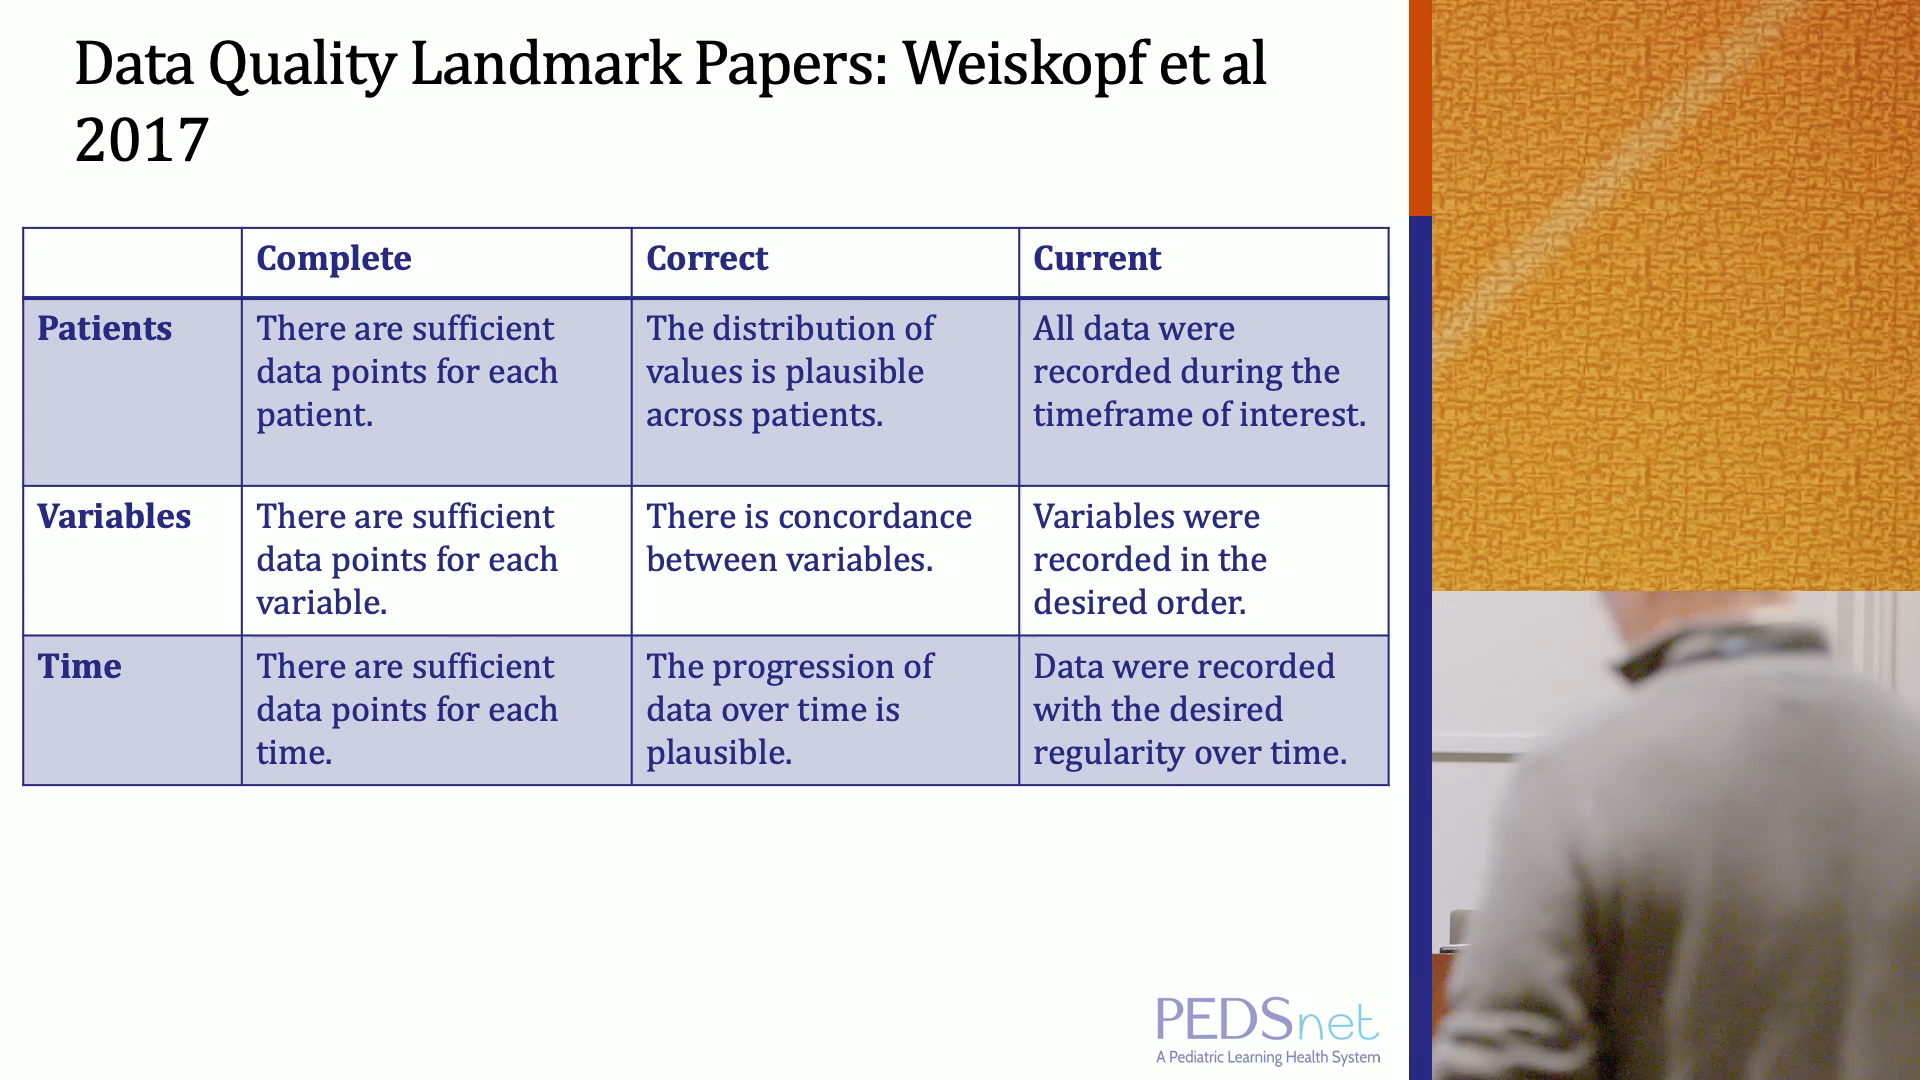 Data Quality Landmark Papers: Weiskopf et al
2017
Complete
Correct
Current
Patients
There are sufficient
data points for each
patient.
The distribution of
values is plausible
across patients.
All data were
recorded during the
timeframe of interest.
Variables
There are sufficient
data points for each
variable.
There is concordance
between variables.
Variables were
recorded in the
desired order.
Time
There are sufficient
data points for each
time.
The progression of
data over time is
plausible.
Data were recorded
with the desired
regularity over time.
PEDSnet
A Pediatric Learning Health System